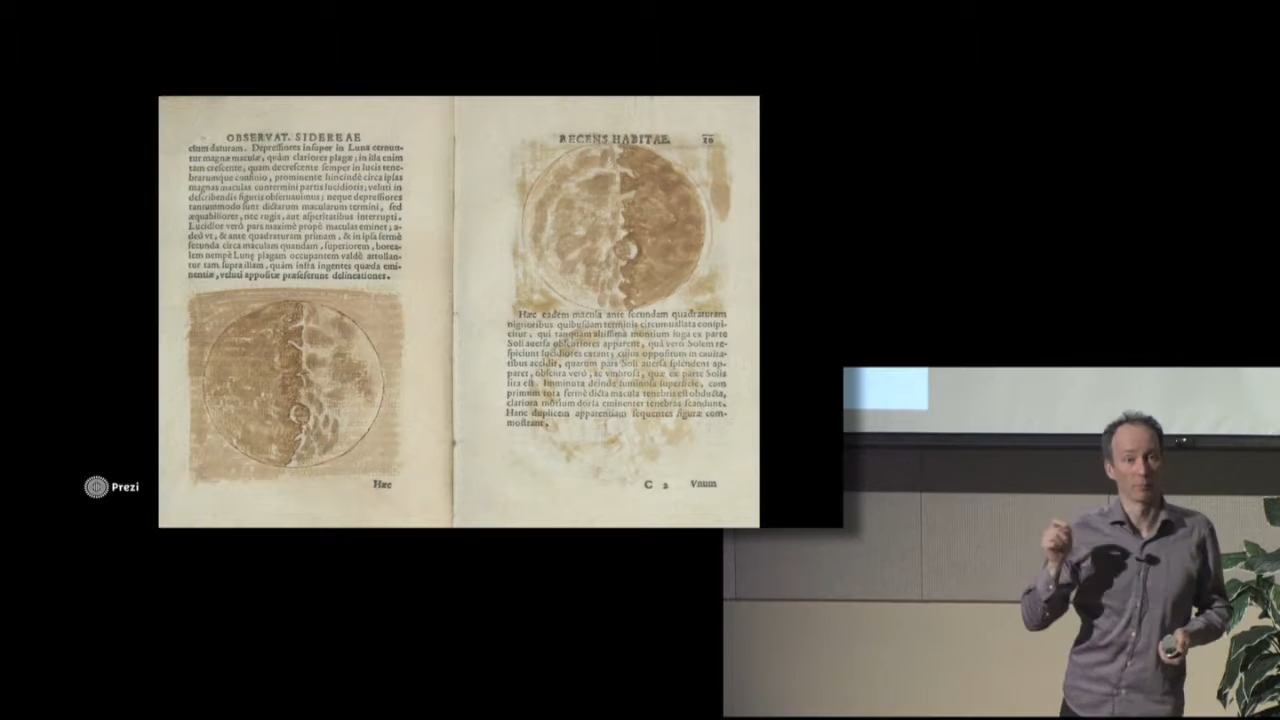 OBSERVAT. SIDEREAE
ctum daturam. Depressiores insuper in Luna cernun-
tur magnæ maculæ, quàm clariores plagæ; in illa enim
tam crescente, quam decrescente semper in lucis tene-
brarumque confinio, prominente hincindè circa ipsas
magnas maculas contermini partis lucidioris; veluti in
describendis figuris observauimus; neque depressiores
tantummodo sunt dictarum macularum termini, sed
æquabiliores, nec rugis, aut asperitatibus interrupti.
Lucidior verò pars maximè propè maculas eminet; a-
deò vt, & ante quadraturam primam, & in ipsa fermè
secunda circa maculam quandam, superiorem, borea-
lem nempè Lunæ plagam occupantem valdè attollan-
tur tam supra illam, quàm infra ingentes quæda emi-
nentiæ, veluti appositæ præseferunt delineationes.
Hæc
RECENS HABITAE.
10
Hæc eadem macula ante secundam quadraturam
nigrioribus quibusdam terminis circumuallata conspi-
citur, qui tanquam altissima montium iuga ex parte
Soli auersa obscuriores apparent, quà verò Solem re-
spiciunt lucidiores extant; cuius oppositum in cauita-
tibus accidit, quarum pars Soli auersa splendens ap-
paret, obscura verò, ac vmbrosa, quæ ex parte Solis
sita est. Imminuta deinde luminosa superficie, cum
primum tota fermè dicta macula tenebris est obducta,
clariora motium dorsa eminenter tenebras scandunt.
Hanc duplicem apparentiam sequentes figuræ com-
mostrant.
C 2 Vnum
Prezi